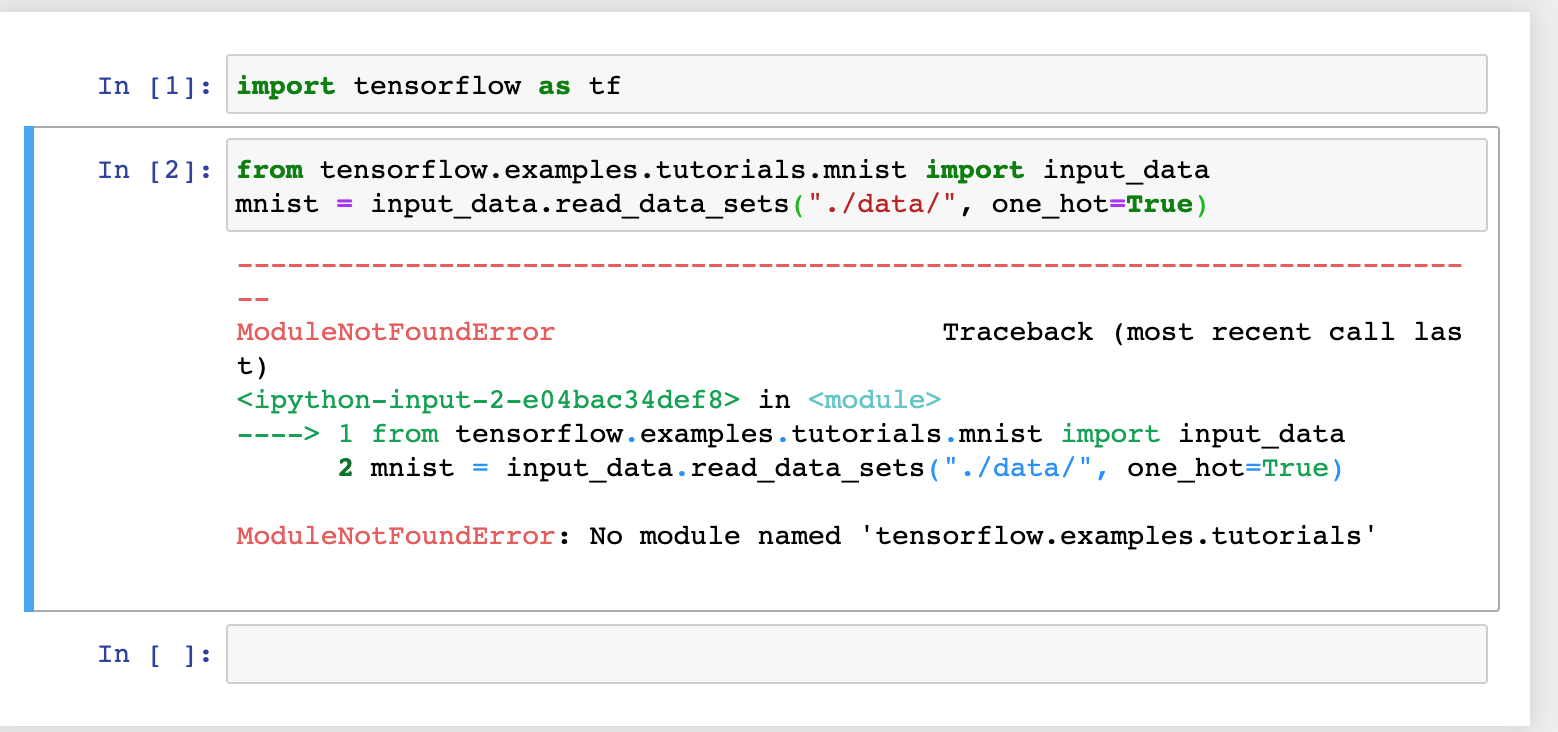 In [1]: import tensorflow as tf
In [2]: from tensorflow.examples.tutorials.mnist import input_data
mnist = input_data.read_data_sets("./data/", one_hot=True)
---------------------------------------------------------------------------
--
ModuleNotFoundError                       Traceback (most recent call las
t)
<ipython-input-2-e04bac34def8> in <module>
----> 1 from tensorflow.examples.tutorials.mnist import input_data
      2 mnist = input_data.read_data_sets("./data/", one_hot=True)
ModuleNotFoundError: No module named 'tensorflow.examples.tutorials'
In [ ]: